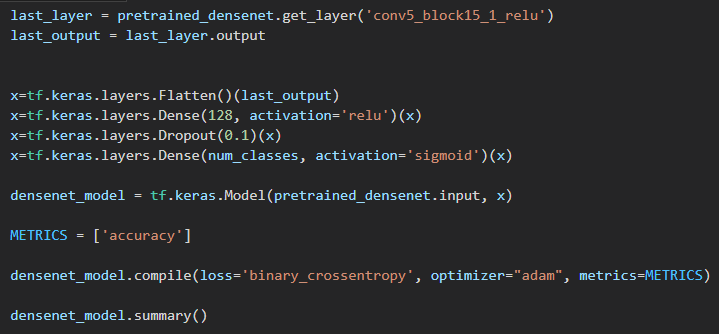 last_layer = pretrained_densenet.get_layer('conv5_block15_1_relu')
last_output = last_layer.output
x=tf.keras.layers.Flatten()(last_output)
x=tf.keras.layers.Dense(128, activation='relu')(x)
x=tf.keras.layers.Dropout(0.1)(x)
x=tf.keras.layers.Dense(num_classes, activation='sigmoid')(x)
densenet_model = tf.keras.Model(pretrained_densenet.input, x)
METRICS = ['accuracy']
densenet_model.compile(loss='binary_crossentropy', optimizer="adam", metrics=METRICS)
densenet_model.summary()